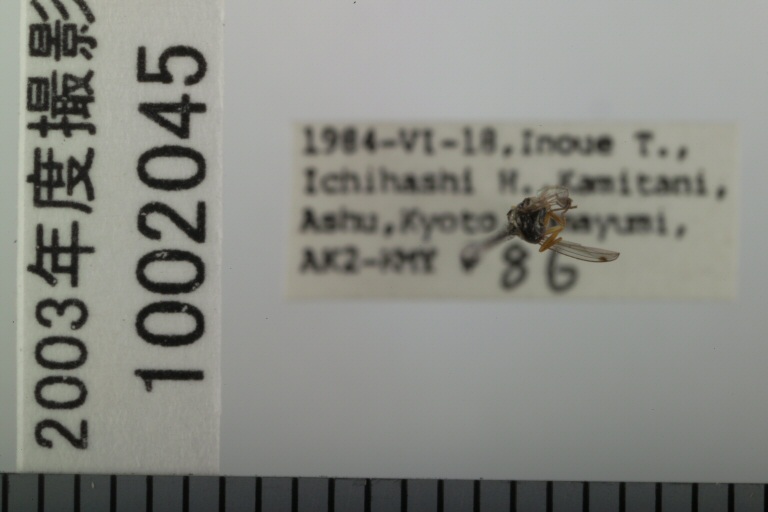 2003年度撮影
1002045
1984-VI-18, Inoue T.,
Ichihashi H. Kamitani,
Ashu, Kyoto
AK2-KMY 86